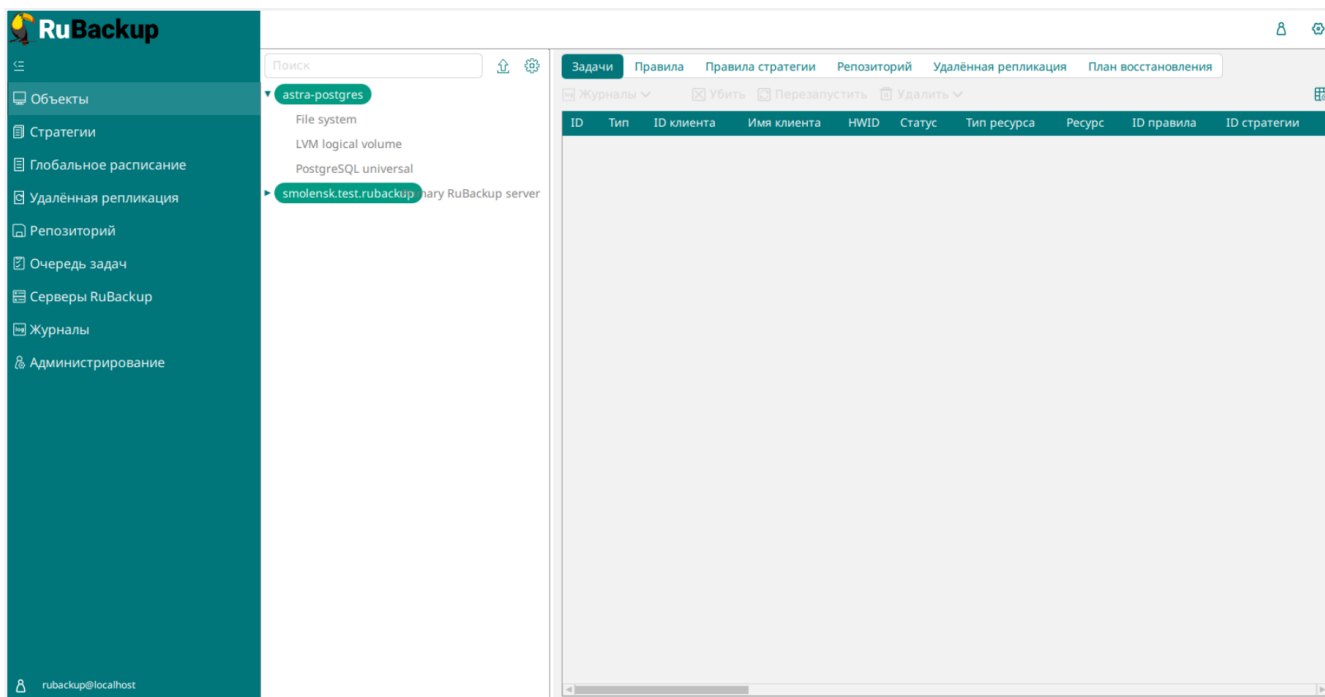 RuBackup
Объекты
Стратегии
Глобальное расписание
Удалённая репликация
Репозиторий
Очередь задач
Серверы RuBackup
Журналы
Администрирование
rubackup@localhost
Поиск
astra-postgres
File system
LVM logical volume
PostgreSQL universal
smolensk.test.rubackup RuBackup server
Задачи Правила Правила стратегии Репозиторий Удалённая репликация План восстановления
Журналы Убить Перезапустить Удалить
ID Тип ID клиента Имя клиента HWID Статус Тип ресурса Ресурс ID правила ID стратегии